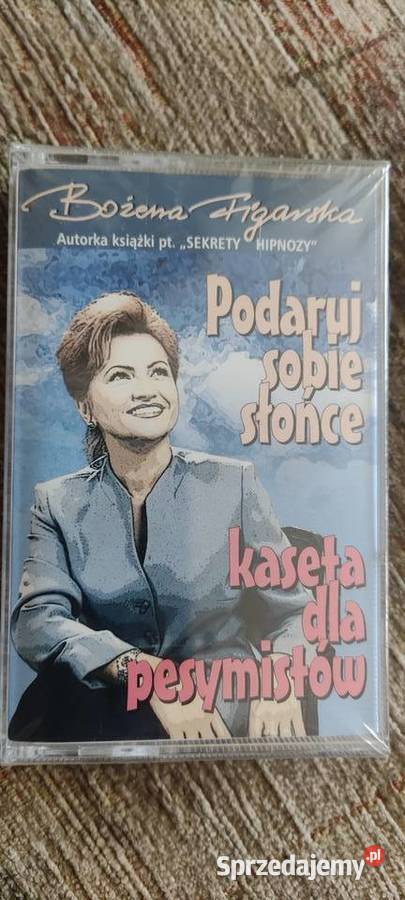 Bożena Figarska
Autorka książki pt. „SEKRETY HIPNOZY”
Podaruj
sobie
słońce
kaseta
dla
pesymistów
Sprzedajemy.pl